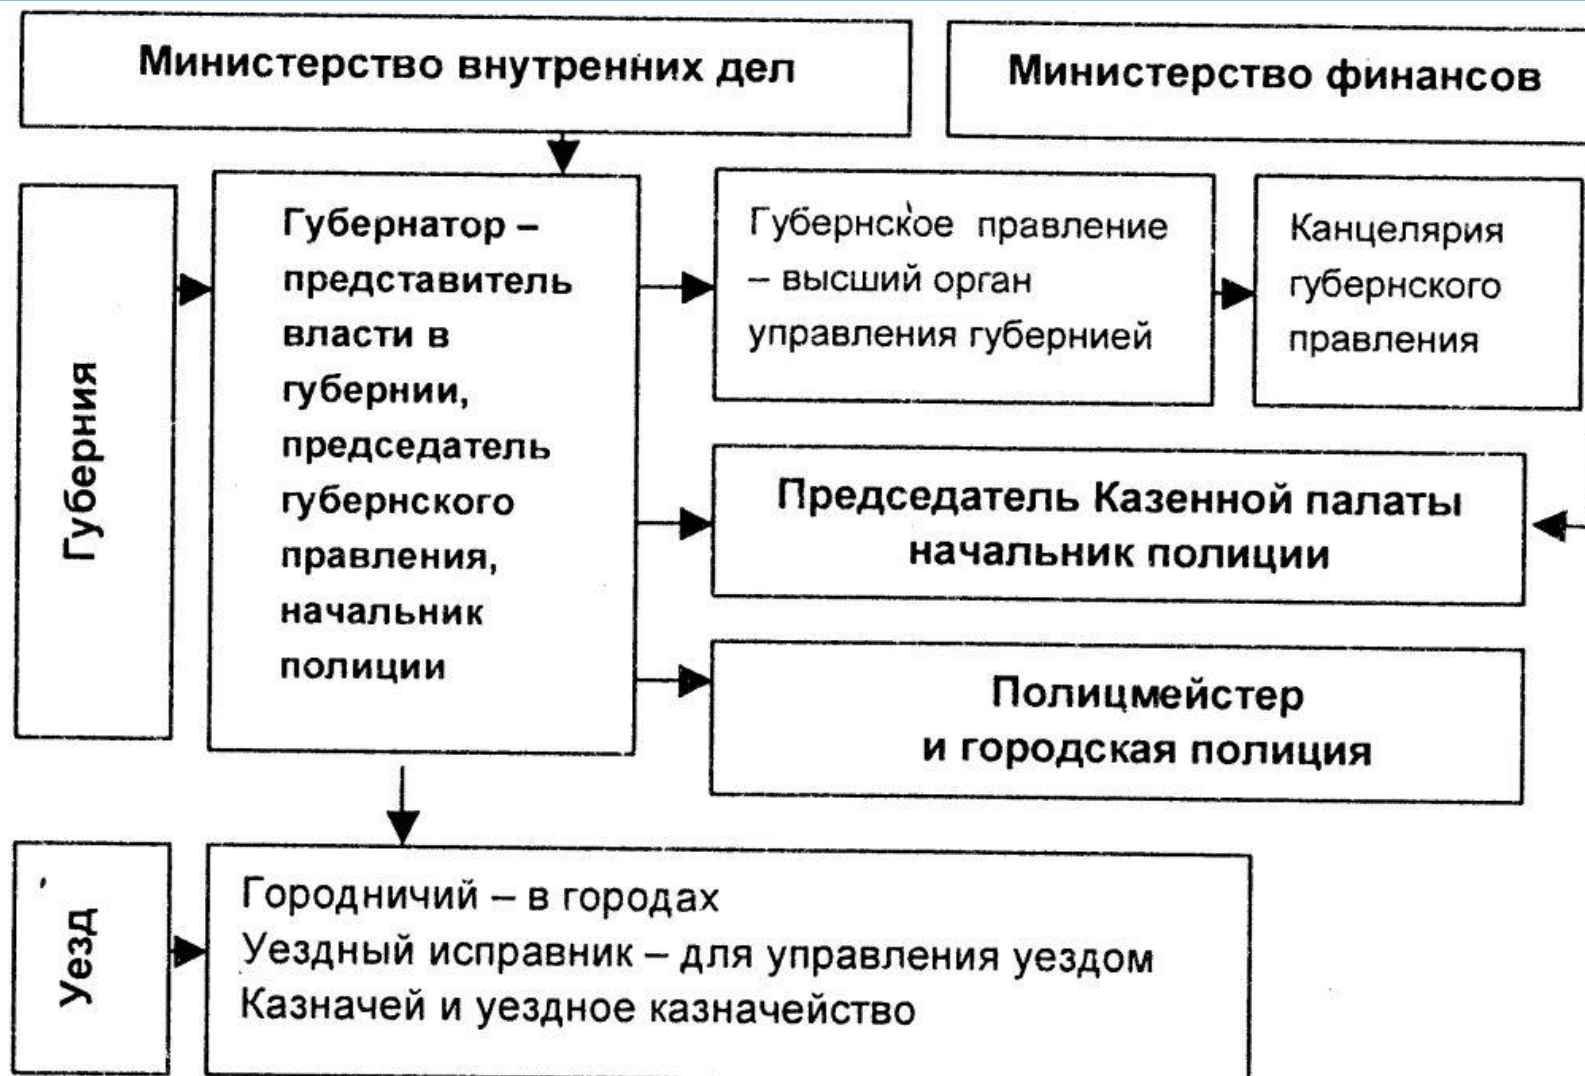 Министерство внутренних дел
Министерство финансов
Губерния
Губернатор –
представитель
власти в
губернии,
председатель
губернского
правления,
начальник
полиции
Губернское правление
– высший орган
управления губернией
Канцелярия
губернского
правления
Председатель Казенной палаты
начальник полиции
Полицмейстер
и городская полиция
Уезд
Городничий – в городах
Уездный исправник – для управления уездом
Казначей и уездное казначейство